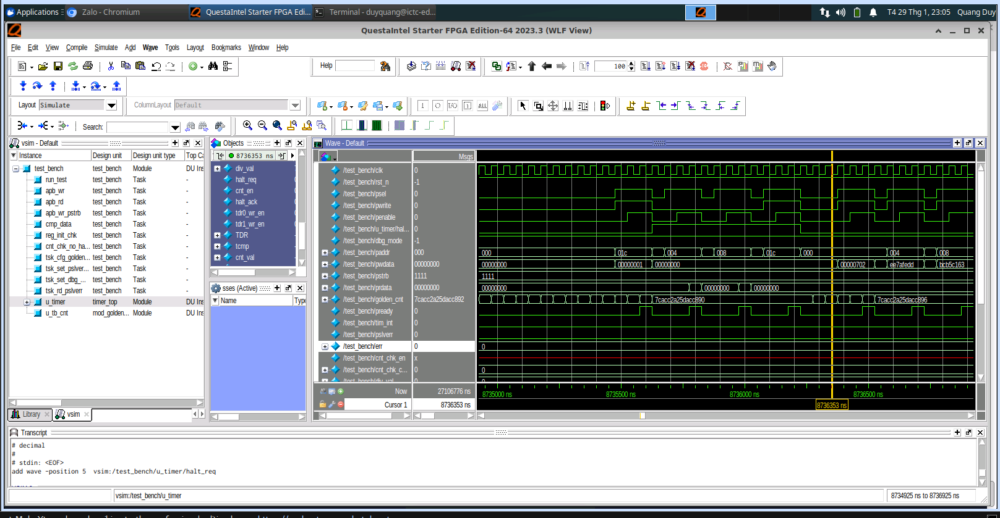 Applications
Zalo - Chromium
QuestaIntel Starter FPGA Edi...
Terminal - duyquang@ictc-ed...
T4 29 Thg 1, 23:05
Quang Duy
QuestaIntel Starter FPGA Edition-64 2023.3 (WLF View)
File Edit View Compile Simulate Add Wave Tools Layout Bookmarks Window Help
Help
100
Layout Simulate
ColumnLayout Default
Search:
vsim - Default
Instance Design unit Design unit type Top Ca
test_bench test_bench Module DU Ins
run_test test_bench Task -
apb_wr test_bench Task -
apb_rd test_bench Task -
apb_wr_pstrb test_bench Task -
cmp_data test_bench Task -
reg_init_chk test_bench Task -
cnt_chk_no_ha... test_bench Task -
tsk_cfg_golden... test_bench Task -
tsk_set_pslver... test_bench Task -
tsk_set_dbg_... test_bench Task -
tsk_rd_pslverr test_bench Task -
u_timer timer_top Module DU Ins
u_tb_cnt mod_golden... Module DU Ins
Library
vsim
Objects
8736353 ns
div_val
halt_req
cnt_en
halt_ack
tdr0_wr_en
tdr1_wr_en
TDR
tcmp
cnt_val
sses (Active)
Name Type
Wave - Default
Msgs
/test_bench/clk 0
/test_bench/rst_n -1
/test_bench/psel 0
/test_bench/pwrite 0
/test_bench/penable 0
/test_bench/u_timer/hal... 0
/test_bench/dbg_mode -1
/test_bench/paddr 000 000 01c 004 008 01c 000 004 008
/test_bench/pwdata 00000000 00000000 00000001 00000000 00000702 ee7afedd bcb5c163
/test_bench/pstrb 1111 1111
/test_bench/prdata 00000000 00000000 00000000 00000000
/test_bench/golden_cnt 7cacc2a25dacc892 7cacc2a25dacc890 7cacc2a25dacc896
/test_bench/pready 0
/test_bench/tim_int 0
/test_bench/pslverr 0
/test_bench/err 0 0
/test_bench/cnt_chk_en x
/test_bench/cnt_chk_c... 0 0
/test_bench/div_val 0 0
Now 27106776 ns 8735000 ns 8735500 ns 8736000 ns 8736500 ns
Cursor 1 8736353 ns 8736353 ns
Transcript
# decimal
#
# stdin: <EOF>
add wave -position 5 vsim:/test_bench/u_timer/halt_req
vsim:/test_bench/u_timer
8734925 ns to 8736925 ns